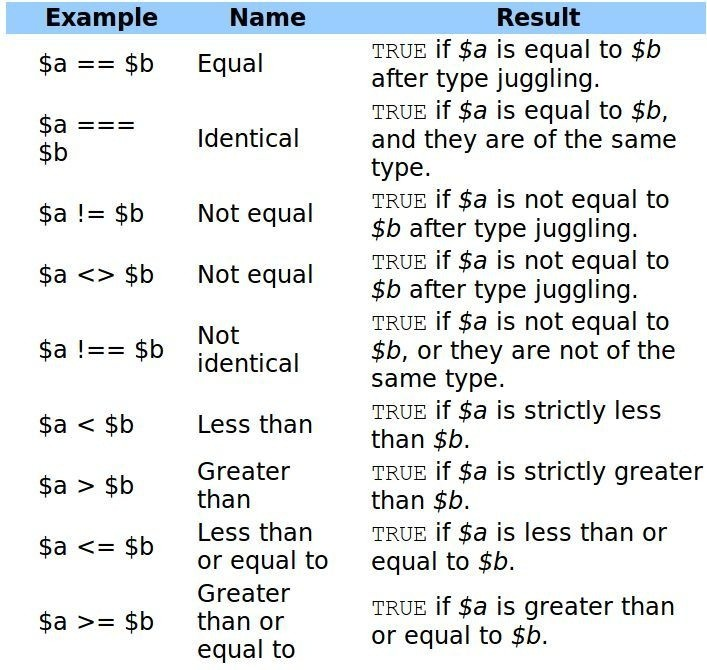 Example Name Result
$a == $b Equal TRUE if $a is equal to $b
after type juggling.
$a ===
$b Identical TRUE if $a is equal to $b,
and they are of the same
type.
$a != $b Not equal TRUE if $a is not equal to
$b after type juggling.
$a <> $b Not equal TRUE if $a is not equal to
$b after type juggling.
$a !== $b Not
identical TRUE if $a is not equal to
$b, or they are not of the
same type.
$a < $b Less than TRUE if $a is strictly less
than $b.
$a > $b Greater
than TRUE if $a is strictly greater
than $b.
$a <= $b Less than
or equal to TRUE if $a is less than or
equal to $b.
$a >= $b Greater
than or
equal to TRUE if $a is greater than
or equal to $b.